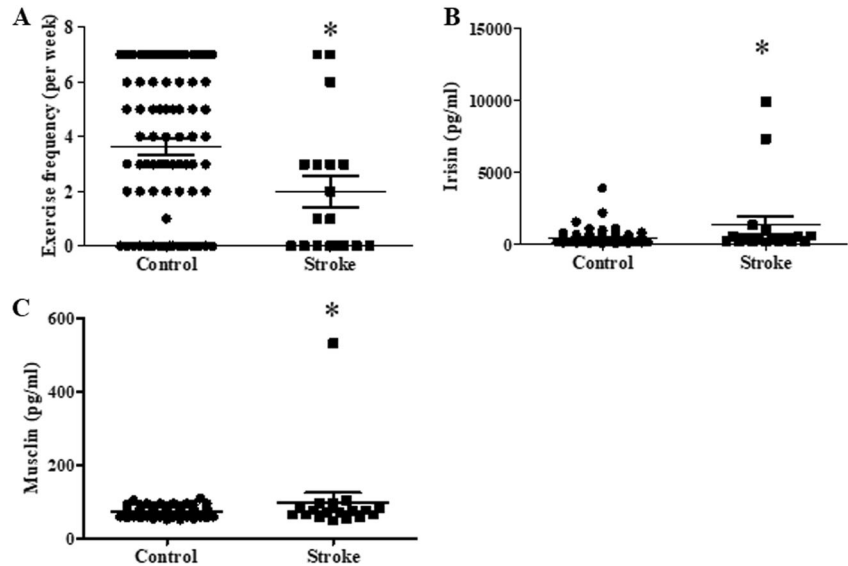 A
Exercise frequency (per week)
8
6
4
2
0
*
Control
Stroke
B
Irisin (pg/ml)
15000
10000
5000
0
*
Control
Stroke
C
Musclin (pg/ml)
600
400
200
0
*
Control
Stroke